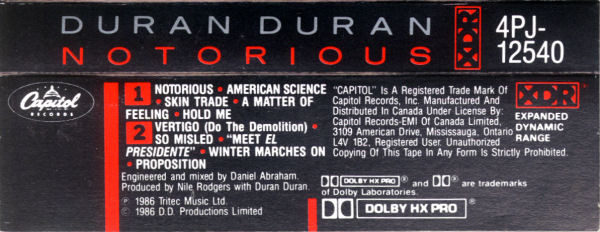 DURAN DURAN
NOTORIOUS
XDR
4PJ-
12540
Capitol
RECORDS
1 NOTORIOUS • AMERICAN SCIENCE
• SKIN TRADE • A MATTER OF
FEELING • HOLD ME
2 VERTIGO (Do The Demolition) •
SO MISLED • "MEET EL
PRESIDENTE" • WINTER MARCHES ON
• PROPOSITION
Engineered and mixed by Daniel Abraham.
Produced by Nile Rodgers with Duran Duran.
℗ 1986 Tritec Music Ltd.
© 1986 D.D. Productions Limited
"CAPITOL" Is A Registered Trade Mark Of
Capitol Records, Inc. Manufactured And
Distributed In Canada Under License By:
Capitol Records-EMI Of Canada Limited,
3109 American Drive, Mississauga, Ontario
L4V 1B2, Registered User. Unauthorized
Copying Of This Tape In Any Form Is Strictly Prohibited.
DOLBY HX PRO® and ® are trademarks
of Dolby Laboratories.
DOLBY HX PRO ®
XDR
EXPANDED
DYNAMIC
RANGE